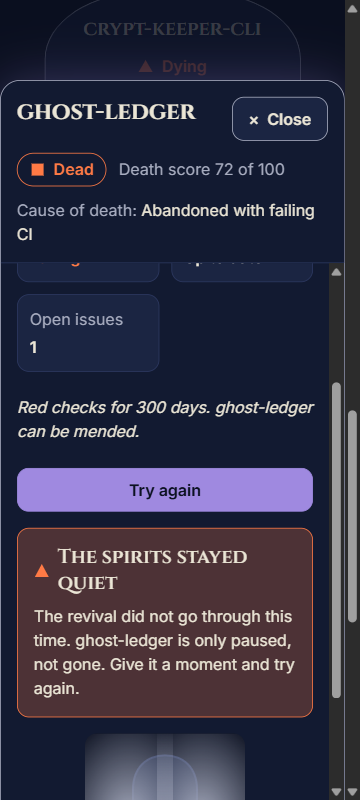 CRYPT-KEEPER-CLI
Dying
GHOST-LEDGER
× Close
Dead
Death score 72 of 100
Cause of death: Abandoned with failing
CI
Open issues
1
Red checks for 300 days. ghost-ledger
can be mended.
Try again
THE SPIRITS STAYED
QUIET
The revival did not go through this
time. ghost-ledger is only paused,
not gone. Give it a moment and try
again.